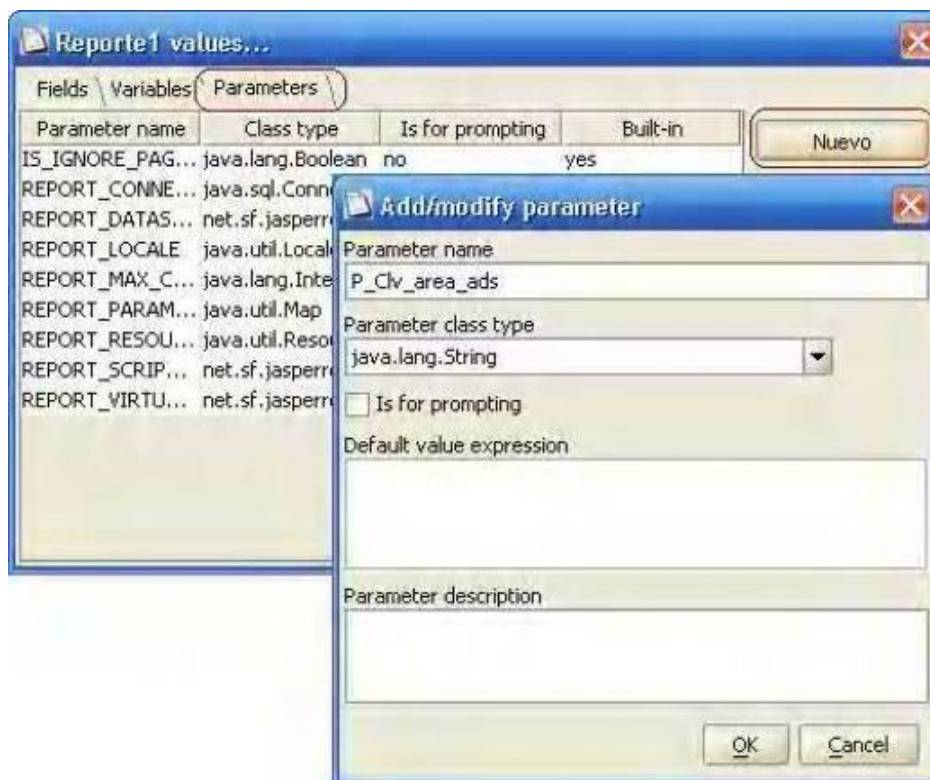 Reporte1 values...
Fields Variables Parameters
Parameter name Class type Is for prompting Built-in Nuevo
IS_IGNORE_PAG... java.lang.Boolean no yes
REPORT_CONNE... java.sql.Conn
REPORT_DATAS... net.sf.jasperre
REPORT_LOCALE java.util.Local
REPORT_MAX_C... java.lang.Inte
REPORT_PARAM... java.util.Map
REPORT_RESOU... java.util.Resou
REPORT_SCRIP... net.sf.jasperre
REPORT_VIRTU... net.sf.jasperre
Add/modify parameter
Parameter name
P_Clv_area_ads
Parameter class type
java.lang.String
Is for prompting
Default value expression
Parameter description
OK Cancel